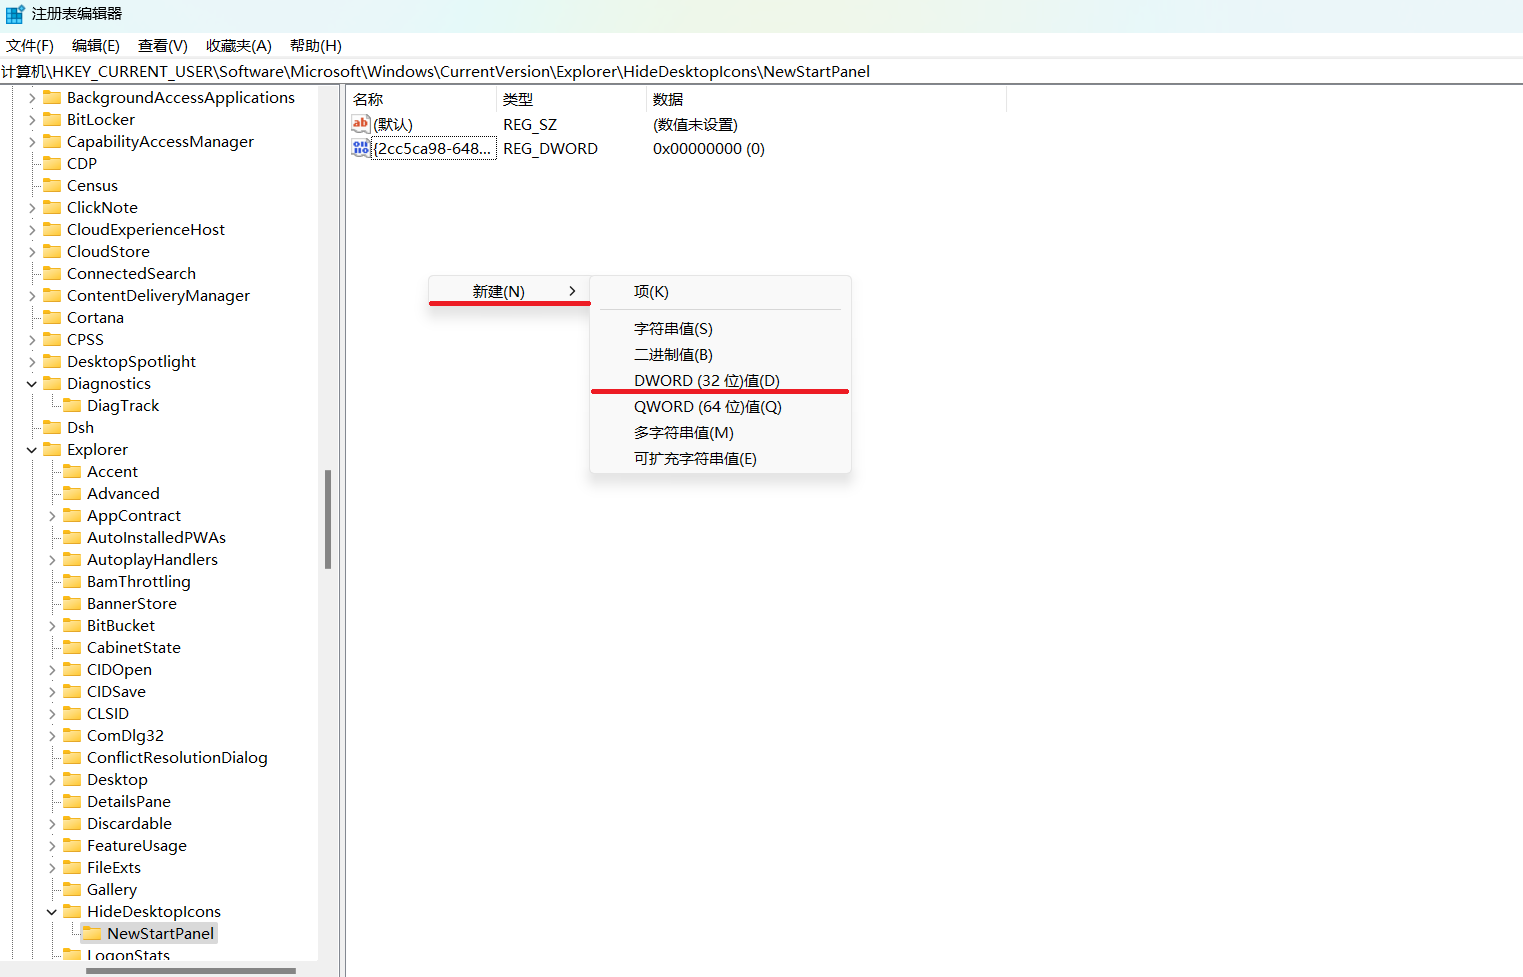 注册表编辑器
文件(F) 编辑(E) 查看(V) 收藏夹(A) 帮助(H)
计算机\HKEY_CURRENT_USER\Software\Microsoft\Windows\CurrentVersion\Explorer\HideDesktopIcons\NewStartPanel
BackgroundAccessApplications
BitLocker
CapabilityAccessManager
CDP
Census
ClickNote
CloudExperienceHost
CloudStore
ConnectedSearch
ContentDeliveryManager
Cortana
CPSS
DesktopSpotlight
Diagnostics
DiagTrack
Dsh
Explorer
Accent
Advanced
AppContract
AutoInstalledPWAs
AutoplayHandlers
BamThrottling
BannerStore
BitBucket
CabinetState
CIDOpen
CIDSave
CLSID
ComDlg32
ConflictResolutionDialog
Desktop
DetailsPane
Discardable
FeatureUsage
FileExts
Gallery
HideDesktopIcons
NewStartPanel
LogonStats
名称 类型 数据
(默认) REG_SZ (数值未设置)
{2cc5ca98-648... REG_DWORD 0x00000000 (0)
新建(N)
项(K)
字符串值(S)
二进制值(B)
DWORD (32 位)值(D)
QWORD (64 位)值(Q)
多字符串值(M)
可扩充字符串值(E)